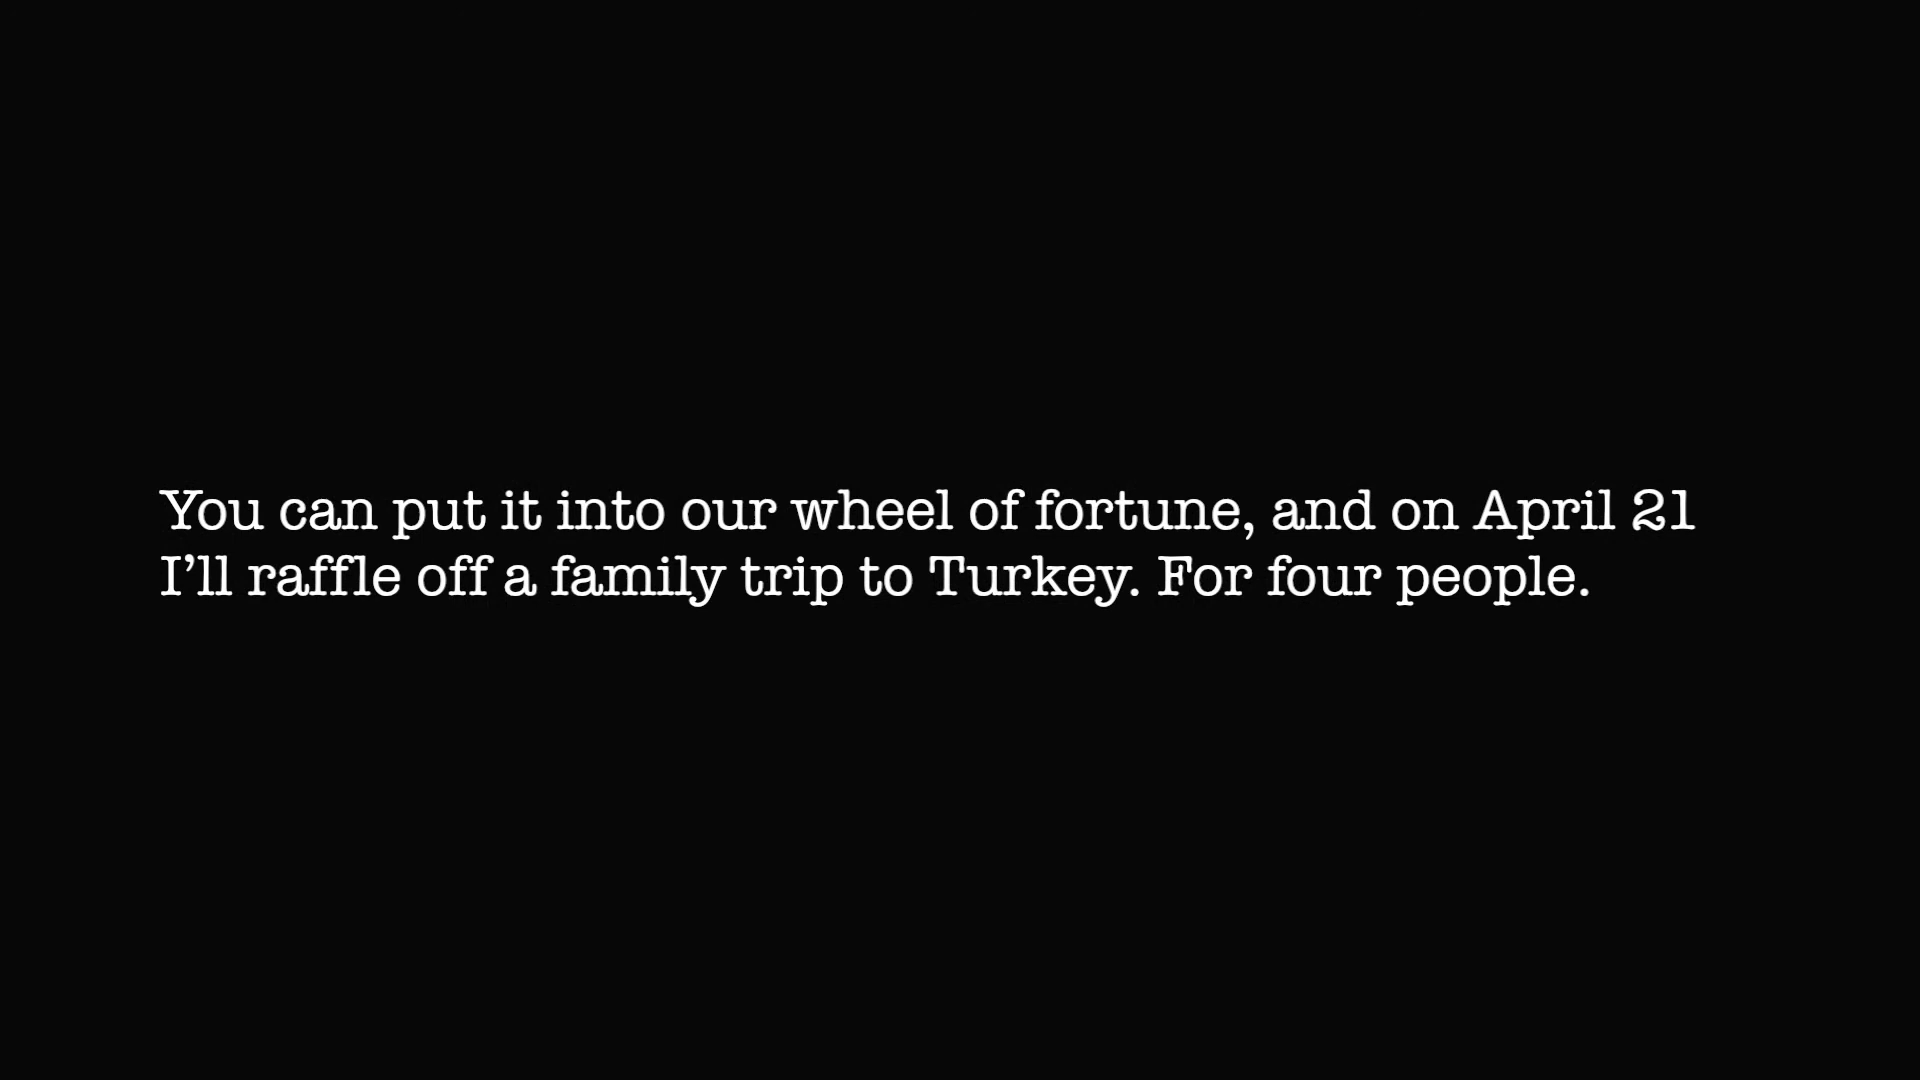 You can put it into our wheel of fortune, and on April 21
I’ll raffle off a family trip to Turkey. For four people.